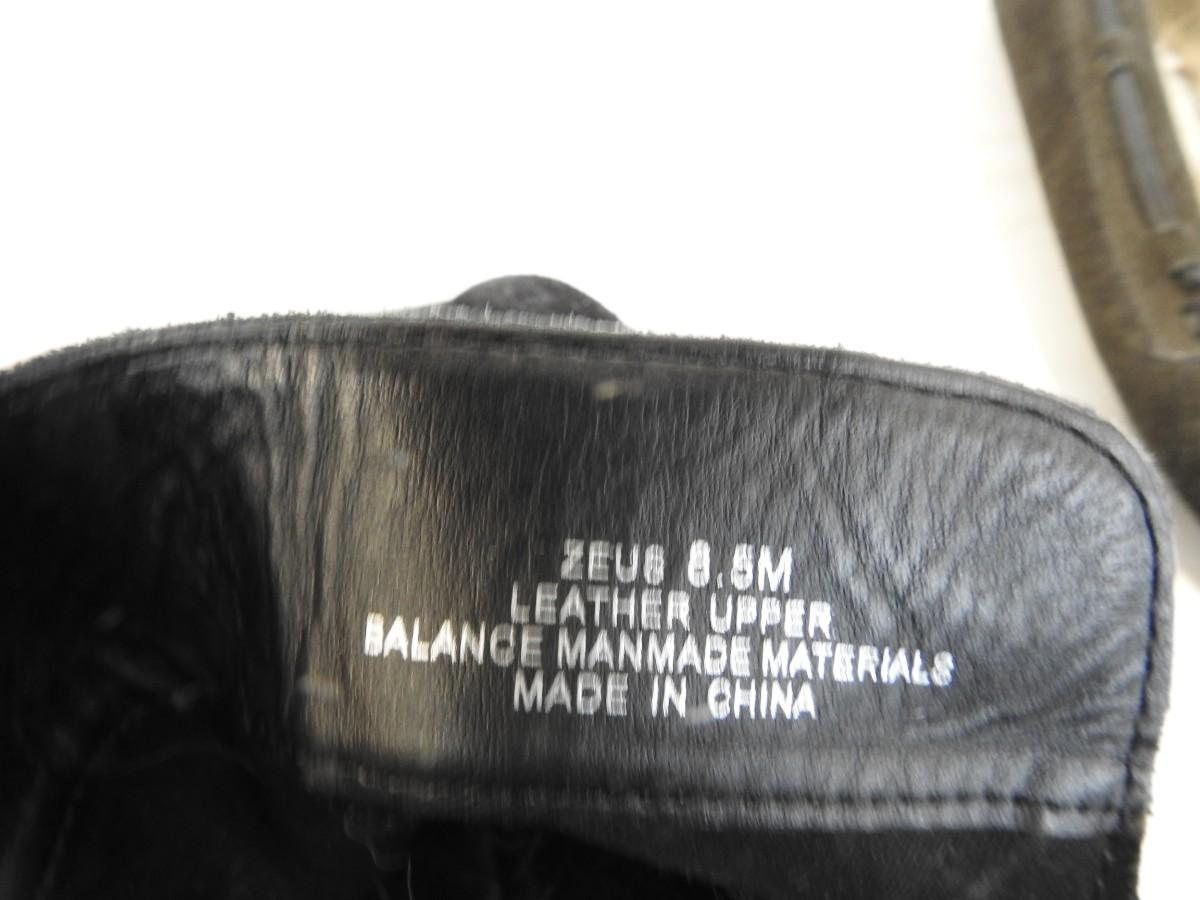 ZEUS 8.5M
LEATHER UPPER
BALANCE MANMADE MATERIALS
MADE IN CHINA